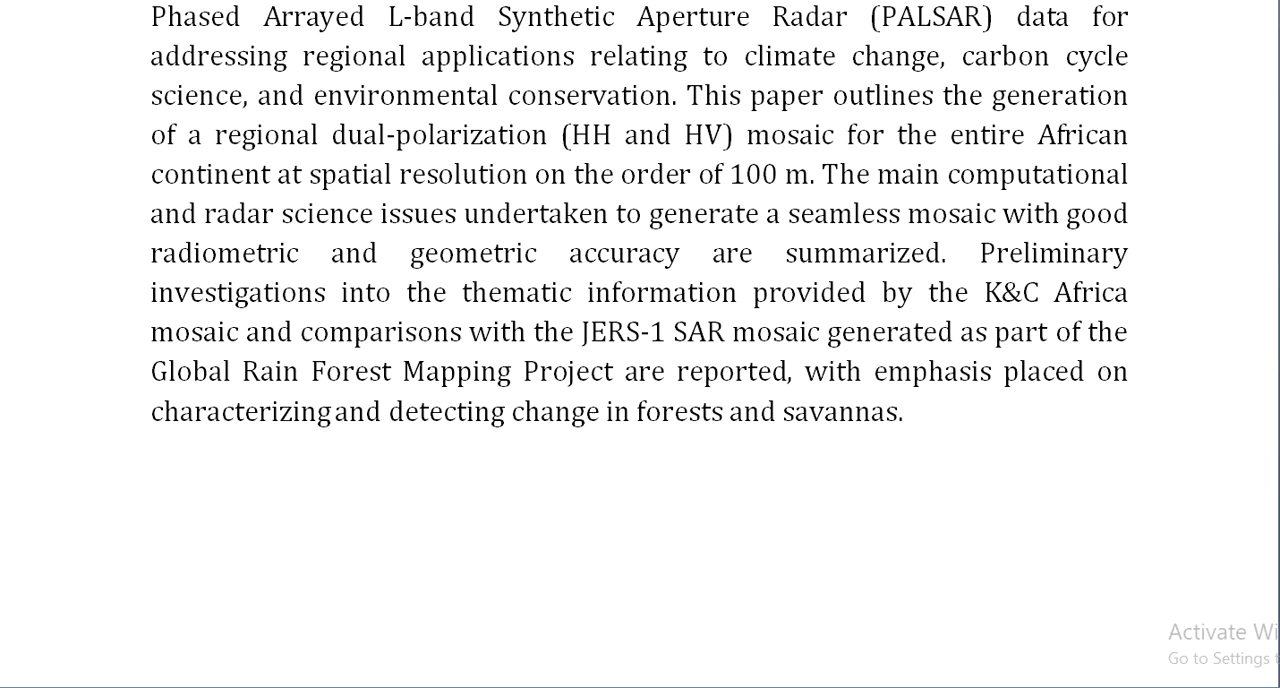 Phased Arrayed L-band Synthetic Aperture Radar (PALSAR) data for
addressing regional applications relating to climate change, carbon cycle
science, and environmental conservation. This paper outlines the generation
of a regional dual-polarization (HH and HV) mosaic for the entire African
continent at spatial resolution on the order of 100 m. The main computational
and radar science issues undertaken to generate a seamless mosaic with good
radiometric and geometric accuracy are summarized. Preliminary
investigations into the thematic information provided by the K&C Africa
mosaic and comparisons with the JERS-1 SAR mosaic generated as part of the
Global Rain Forest Mapping Project are reported, with emphasis placed on
characterizing and detecting change in forests and savannas.
Activate Wi
Go to Settings t